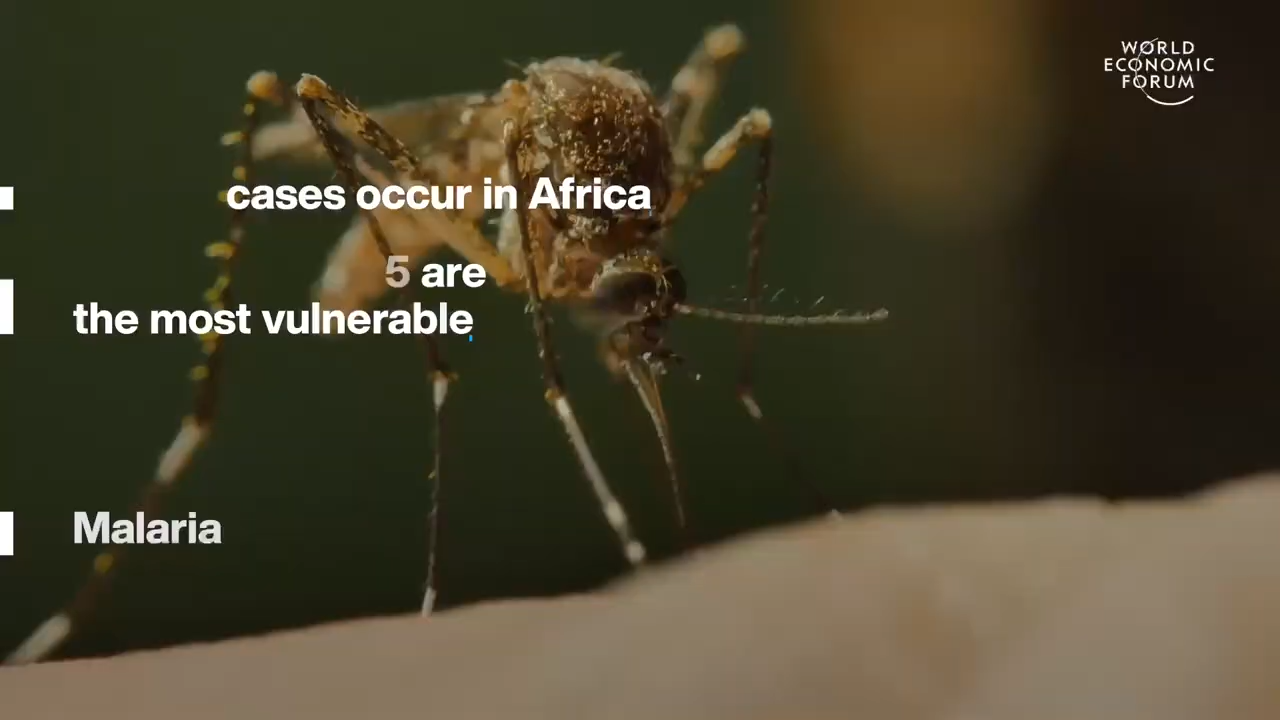 WORLD
ECONOMIC
FORUM
cases occur in Africa
5 are
the most vulnerable
Malaria